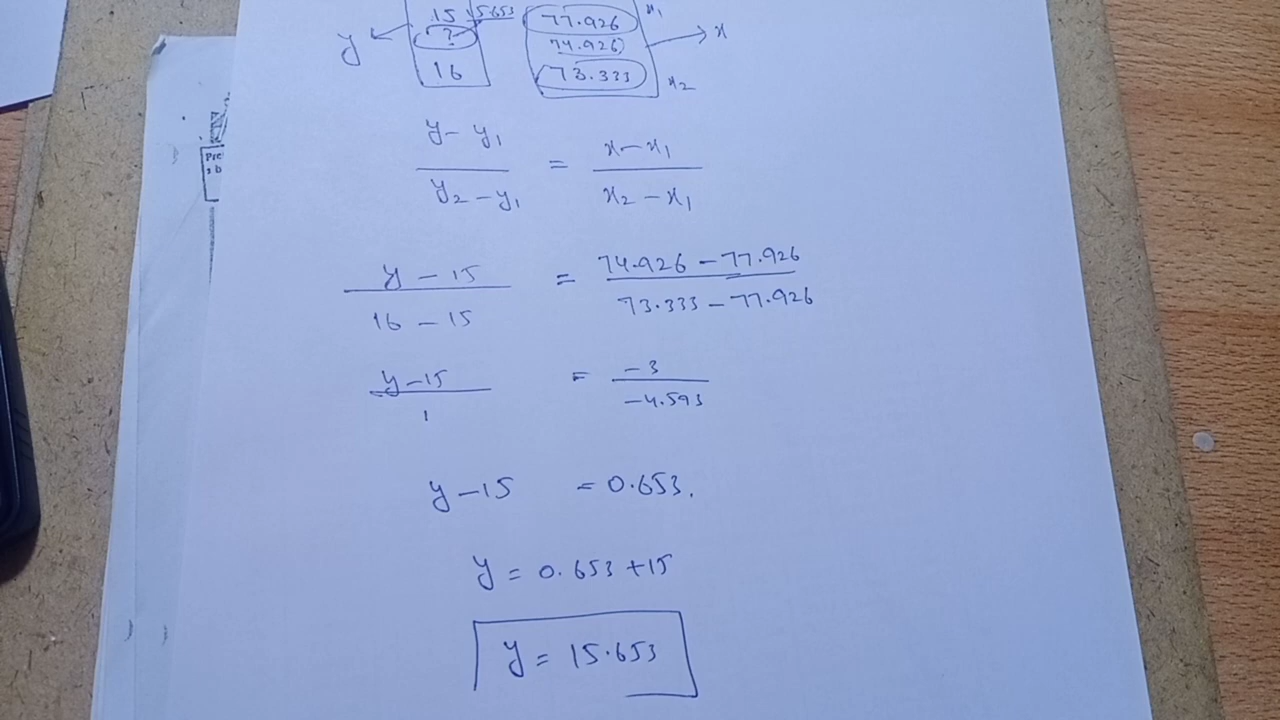 15 15.653 77.926 x₁
y ? 74.926 x
16 73.333 x₂
y - y₁ / y₂ - y₁ = x - x₁ / x₂ - x₁
y - 15 / 16 - 15 = 74.926 - 77.926 / 73.333 - 77.926
y - 15 / 1 = -3 / -4.593
y - 15 = 0.653.
y = 0.653 + 15
y = 15.653